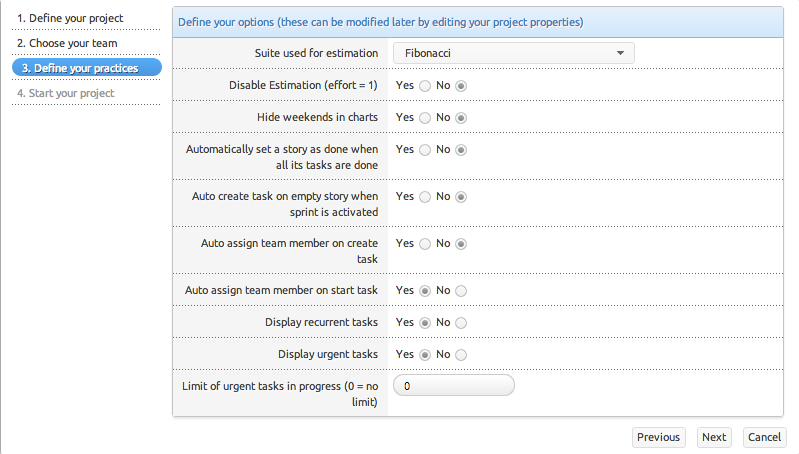 1. Define your project
2. Choose your team
3. Define your practices
4. Start your project
Define your options (these can be modified later by editing your project properties)
Suite used for estimation Fibonacci
Disable Estimation (effort = 1) Yes No
Hide weekends in charts Yes No
Automatically set a story as done when Yes No
all its tasks are done
Auto create task on empty story when Yes No
sprint is activated
Auto assign team member on create Yes No
task
Auto assign team member on start task Yes No
Display recurrent tasks Yes No
Display urgent tasks Yes No
Limit of urgent tasks in progress (0 = no 0
limit)
Previous Next Cancel